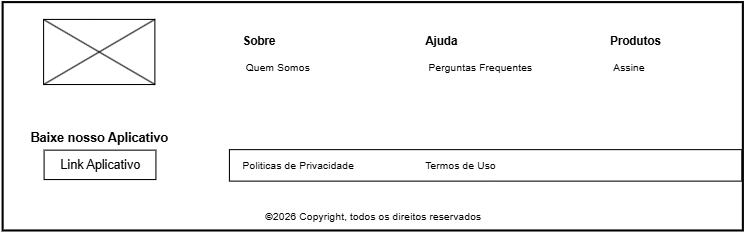 Sobre
Ajuda
Produtos
Quem Somos
Perguntas Frequentes
Assine
Baixe nosso Aplicativo
Link Aplicativo
Politicas de Privacidade
Termos de Uso
©2026 Copyright, todos os direitos reservados